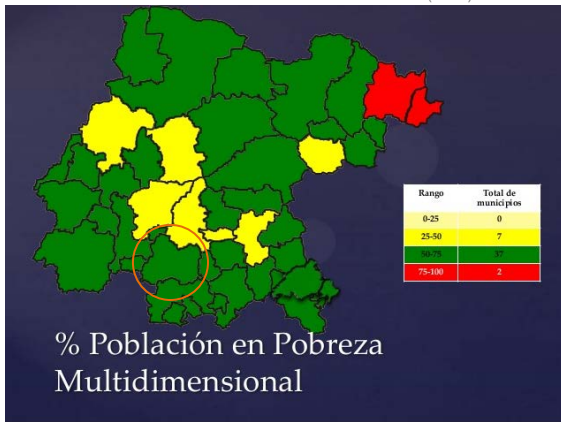 Rango Total de municipios
0-25 0
25-50 7
50-75 37
75-100 2
% Población en Pobreza
Multidimensional